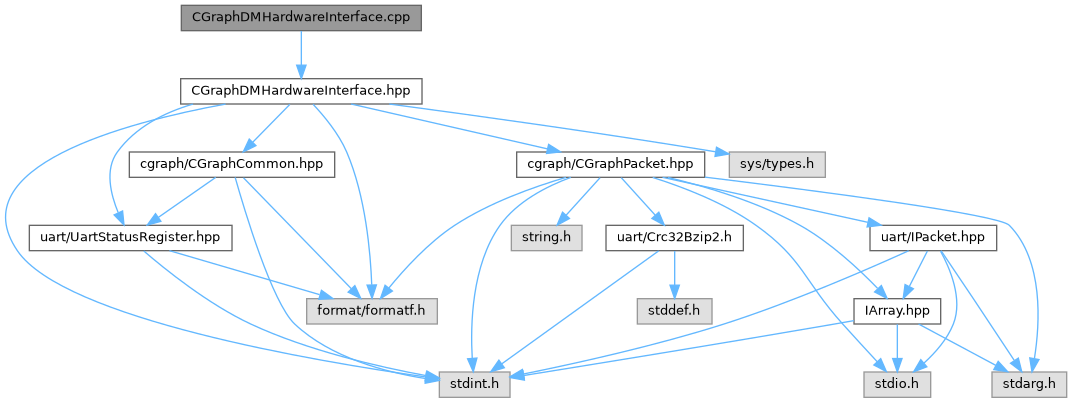 CGraphDMHardwareInterface.cpp
CGraphDMHardwareInterface.hpp
cgraph/CGraphCommon.hpp
cgraph/CGraphPacket.hpp
sys/types.h
uart/UartStatusRegister.hpp
string.h
uart/Crc32Bzip2.h
uart/IPacket.hpp
format/formatf.h
stddef.h
IArray.hpp
stdint.h
stdio.h
stdarg.h